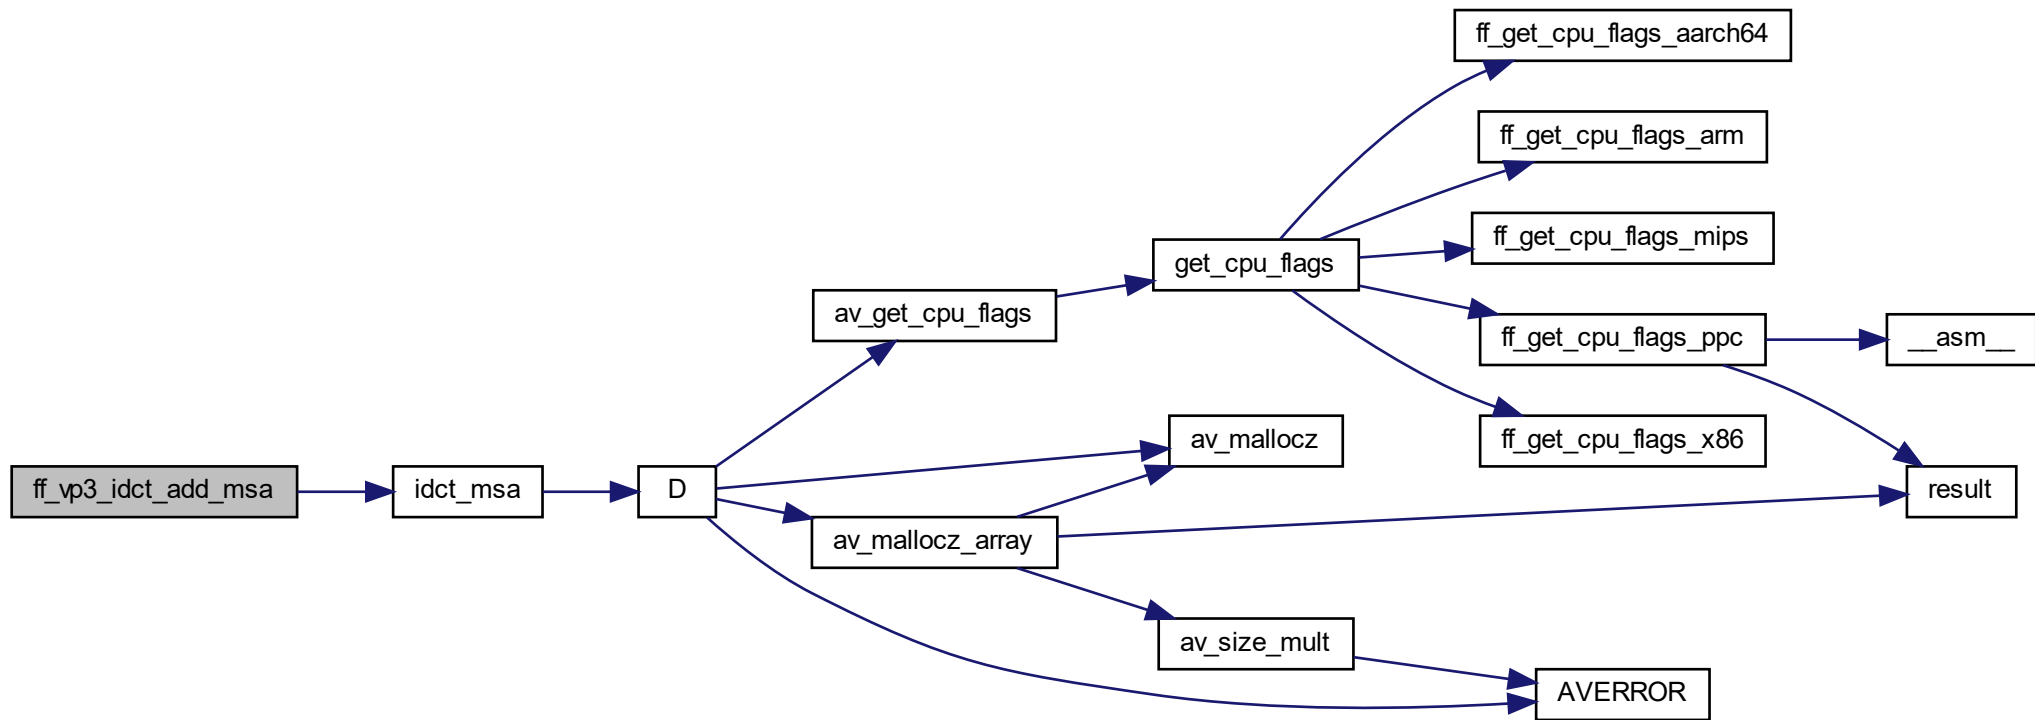 ff_get_cpu_flags_aarch64
ff_get_cpu_flags_arm
ff_get_cpu_flags_mips
get_cpu_flags
av_get_cpu_flags
ff_get_cpu_flags_ppc
__asm__
av_mallocz
ff_get_cpu_flags_x86
ff_vp3_idct_add_msa
idct_msa
D
result
av_mallocz_array
av_size_mult
AVERROR